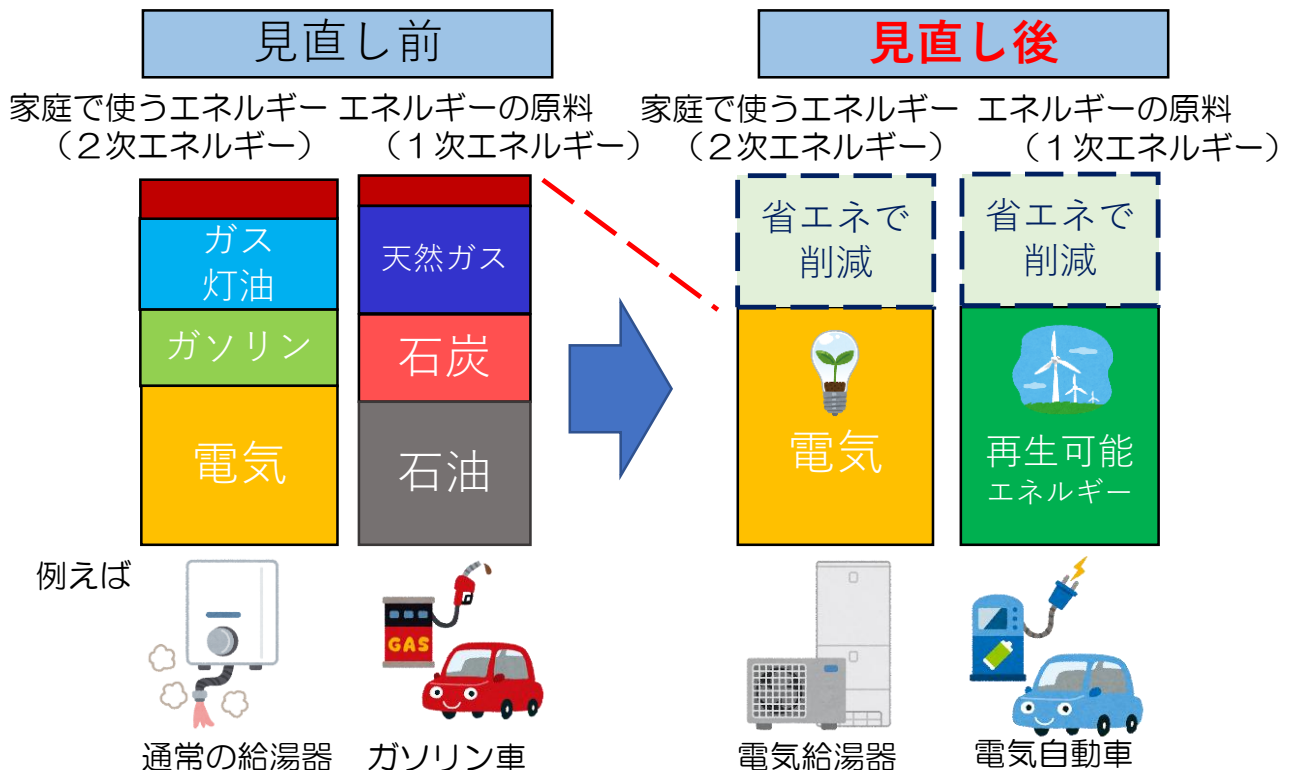 見直し前
家庭で使うエネルギー
（２次エネルギー）
エネルギーの原料
（１次エネルギー）
ガス
灯油
ガソリン
電気
天然ガス
石炭
石油
例えば
GAS
通常の給湯器
ガソリン車
見直し後
家庭で使うエネルギー
（２次エネルギー）
エネルギーの原料
（１次エネルギー）
省エネで
削減
電気
省エネで
削減
再生可能
エネルギー
電気給湯器
電気自動車